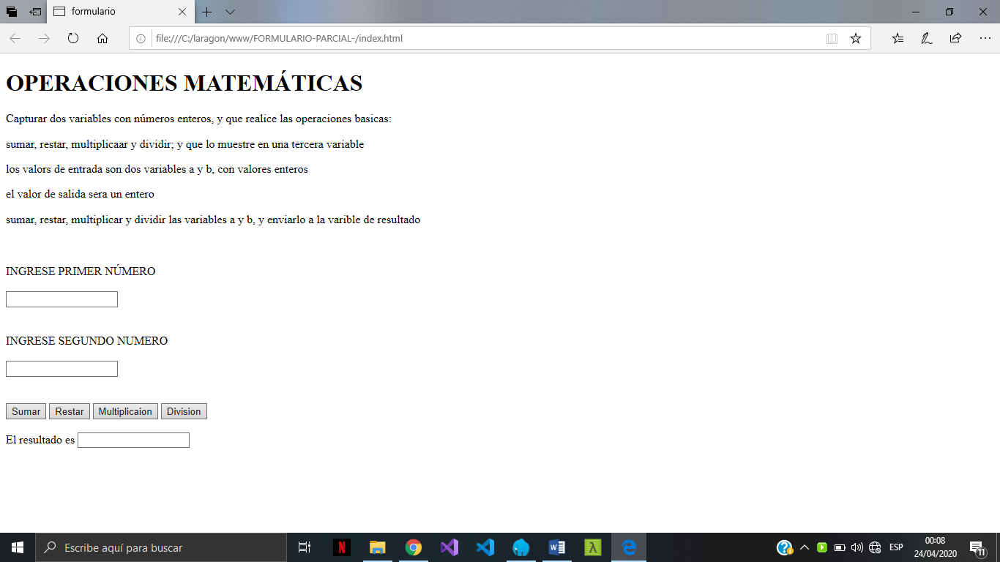 formulario
file:///C:/laragon/www/FORMULARIO-PARCIAL-/index.html
OPERACIONES MATEMÁTICAS
Capturar dos variables con números enteros, y que realice las operaciones basicas:
sumar, restar, multiplicaar y dividir; y que lo muestre en una tercera variable
los valors de entrada son dos variables a y b, con valores enteros
el valor de salida sera un entero
sumar, restar, multiplicar y dividir las variables a y b, y enviarlo a la varible de resultado
INGRESE PRIMER NÚMERO
INGRESE SEGUNDO NUMERO
Sumar Restar Multiplicaion Division
El resultado es
Escribe aquí para buscar
N
W
λ
?
ESP
00:08
24/04/2020
11